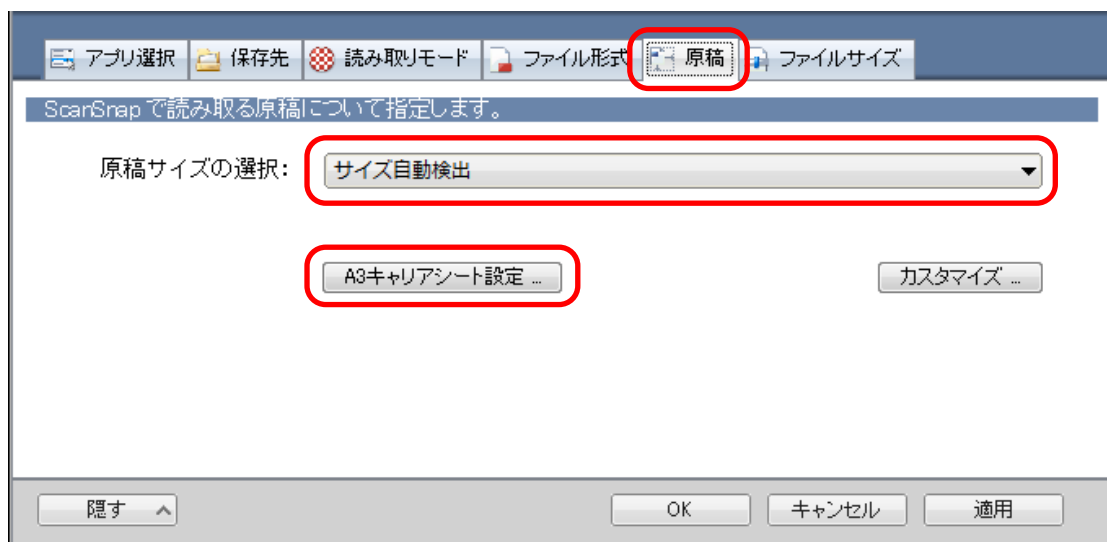 アプリ選択 保存先 読み取りモード ファイル形式 原稿 ファイルサイズ
ScanSnap で読み取る原稿について指定します。
原稿サイズの選択: サイズ自動検出
A3キャリアシート設定 ... カスタマイズ ...
隠す OK キャンセル 適用